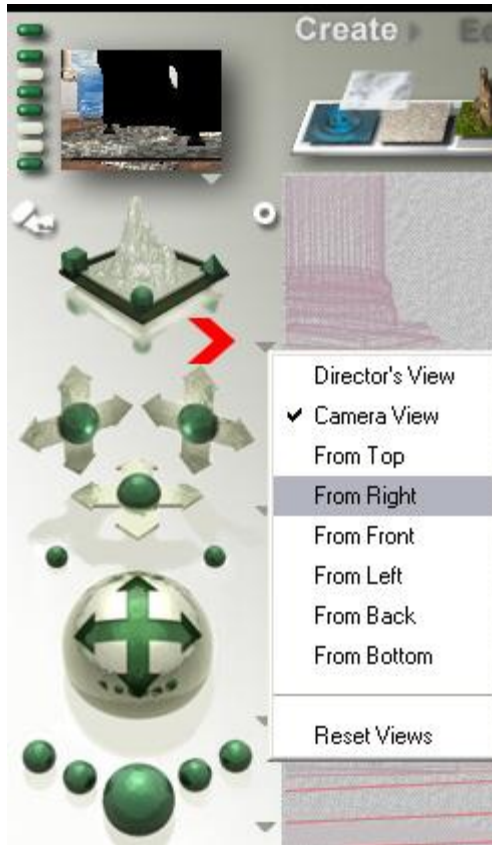 Create
Director's View
Camera View
From Top
From Right
From Front
From Left
From Back
From Bottom
Reset Views